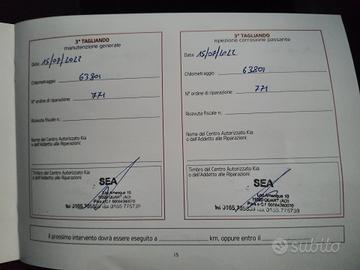 3° TAGLIANDO
manutenzione generale
Data: 15/07/2022
Chilometraggio: 63801
N° ordine di riparazione: 771
Ricevuta fiscale n.:
Nome del Centro Autorizzato Kia
o dell'Addetto alle Riparazioni:
Timbro del Centro Autorizzato Kia
o dell'Addetto alle Riparazioni:
SEA
Tel. 0165.
3° TAGLIANDO
ispezione corrosione passante
Data: 15/07/2022
Chilometraggio: 63801
N° ordine di riparazione: 771
Ricevuta fiscale n.:
Nome del Centro Autorizzato Kia
o dell'Addetto alle Riparazioni:
Timbro del Centro Autorizzato Kia
o dell'Addetto alle Riparazioni:
SEA
Il prossimo intervento dovrà essere eseguito a km, oppure entro il
15
subito